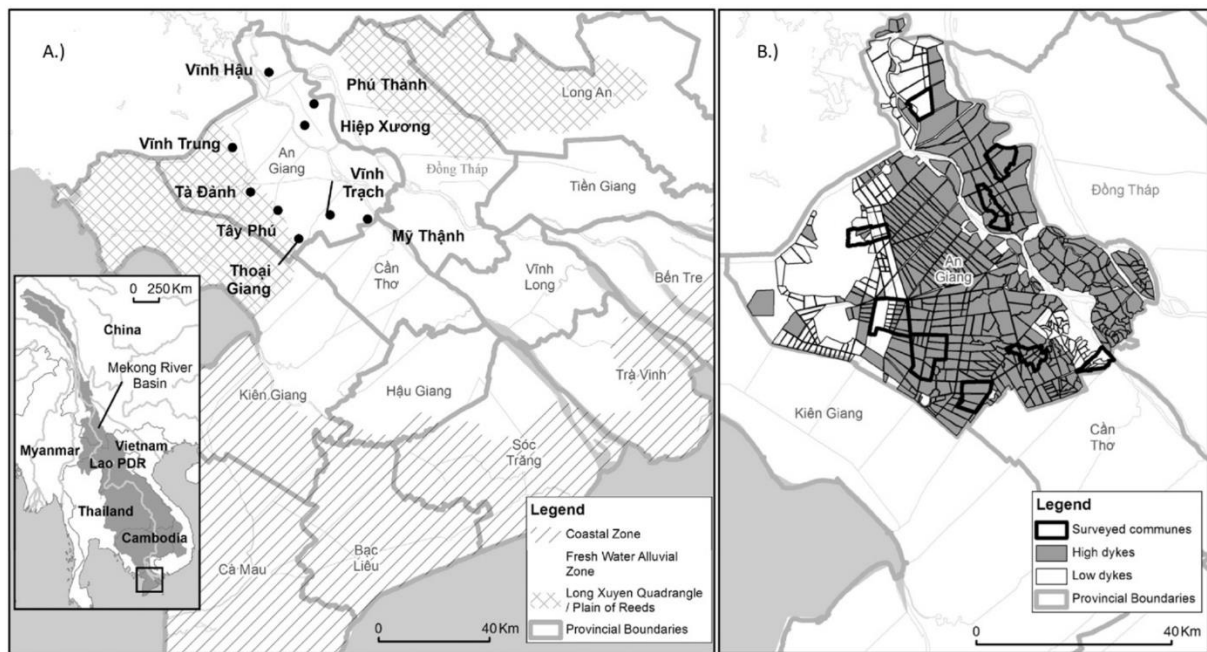 A.)
Vĩnh Hậu
Phú Thành
Long An
Hiệp Xương
Vĩnh Trung
An
Giang
Vĩnh
Trạch
Đồng Tháp
Tà Đảnh
Tiền Giang
Tây Phú
Mỹ Thậnh
Thoại
Giang
Cần
Thơ
Vĩnh
Long
Bến Tre
0 250 Km
China
Mekong River
Basin
Myanmar
Vietnam
Lao PDR
Thailand
Cambodia
Kiên Giang
Hậu Giang
Trà Vinh
Sóc
Trăng
Bạc
Liêu
Cà Mau
Legend
Coastal Zone
Fresh Water Alluvial
Zone
Long Xuyen Quadrangle
/ Plain of Reeds
Provincial Boundaries
0 40 Km
B.)
Đồng Tháp
An
Giang
Kiên Giang
Cần
Thơ
Legend
Surveyed communes
High dykes
Low dykes
Provincial Boundaries
0 40 Km